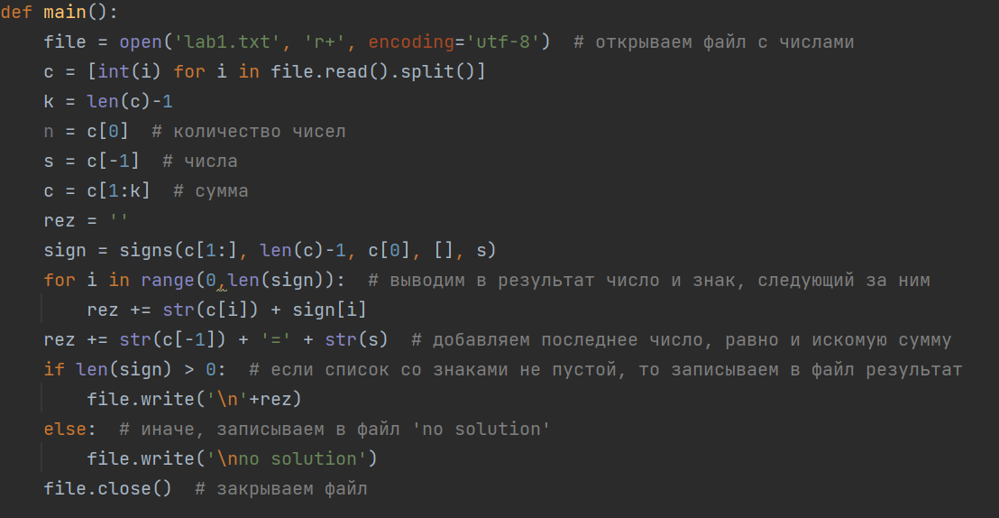 def main():
    file = open('lab1.txt', 'r+', encoding='utf-8')  # открываем файл с числами
    c = [int(i) for i in file.read().split()]
    k = len(c)-1
    n = c[0]  # количество чисел
    s = c[-1]  # числа
    c = c[1:k]  # сумма
    rez = ''
    sign = signs(c[1:], len(c)-1, c[0], [], s)
    for i in range(0,len(sign)):  # выводим в результат число и знак, следующий за ним
        rez += str(c[i]) + sign[i]
    rez += str(c[-1]) + '=' + str(s)  # добавляем последнее число, равно и искомую сумму
    if len(sign) > 0:  # если список со знаками не пустой, то записываем в файл результат
        file.write('\n'+rez)
    else:  # иначе, записываем в файл 'no solution'
        file.write('\nno solution')
    file.close()  # закрываем файл